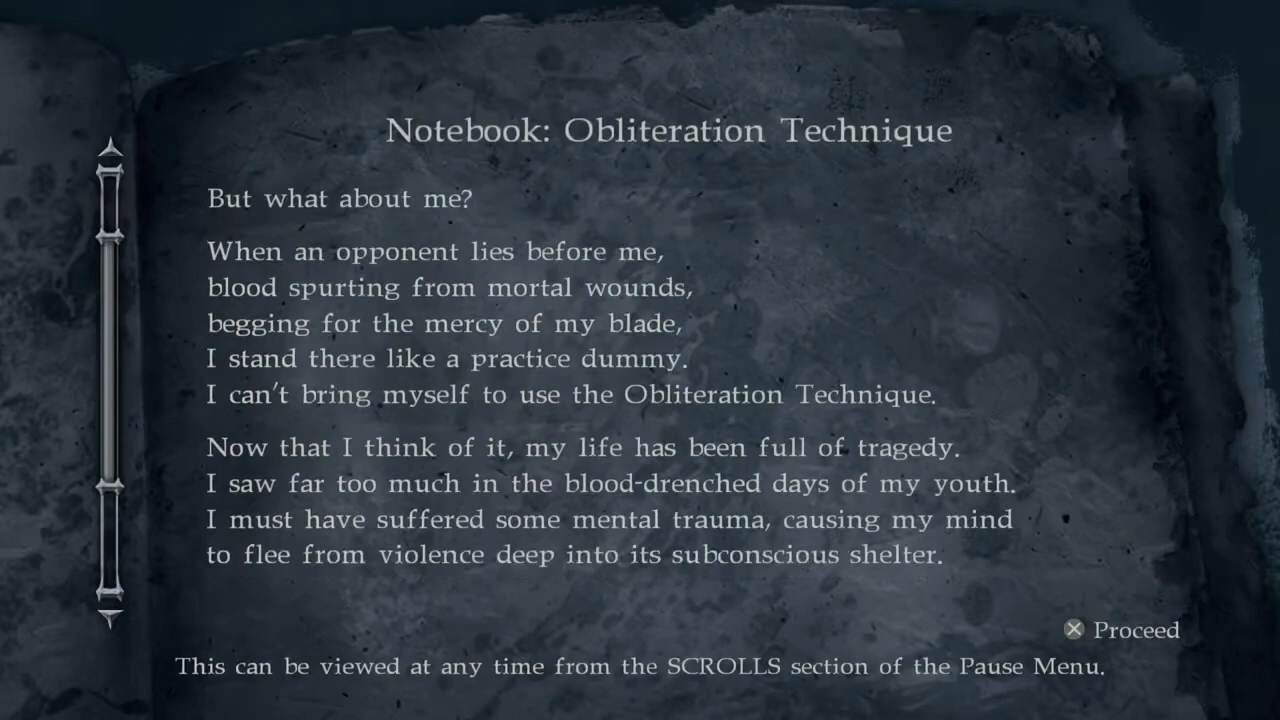 Notebook: Obliteration Technique
But what about me?
When an opponent lies before me,
blood spurting from mortal wounds,
begging for the mercy of my blade,
I stand there like a practice dummy.
I can't bring myself to use the Obliteration Technique.
Now that I think of it, my life has been full of tragedy.
I saw far too much in the blood-drenched days of my youth.
I must have suffered some mental trauma, causing my mind
to flee from violence deep into its subconscious shelter.
Proceed
This can be viewed at any time from the SCROLLS section of the Pause Menu.